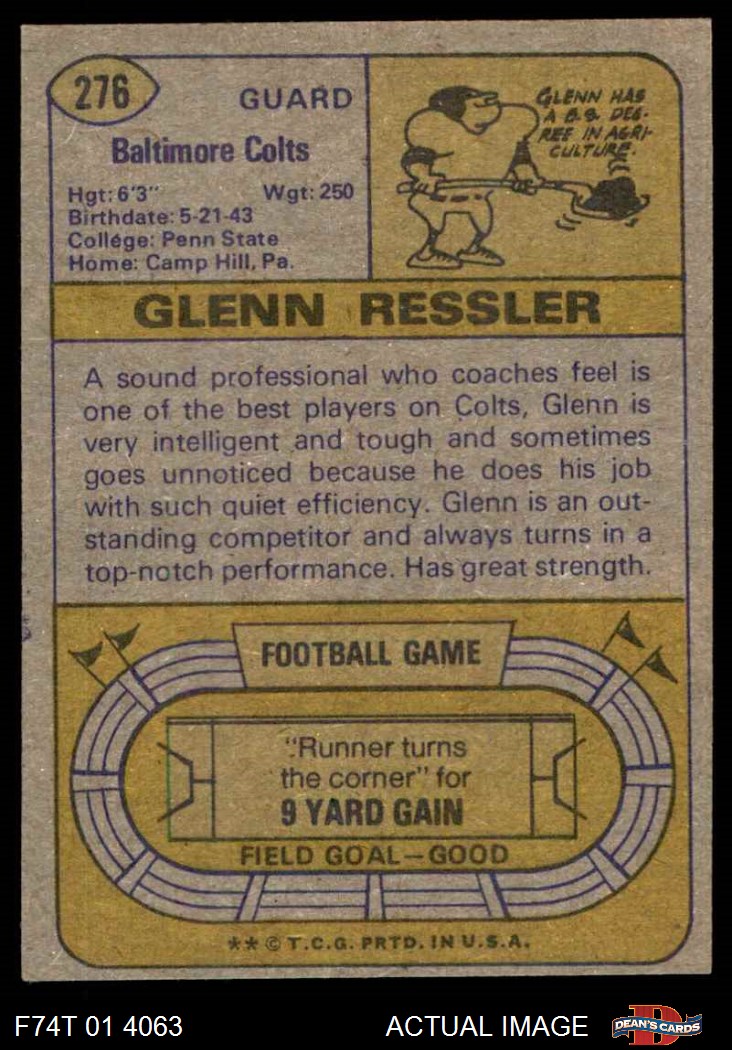 276
GUARD
Baltimore Colts
Hgt: 6'3" Wgt: 250
Birthdate: 5-21-43
College: Penn State
Home: Camp Hill, Pa.
GLENN HAS
A B.S. DEG-
REE IN AGRI-
CULTURE.
GLENN RESSLER
A sound professional who coaches feel is
one of the best players on Colts, Glenn is
very intelligent and tough and sometimes
goes unnoticed because he does his job
with such quiet efficiency. Glenn is an out-
standing competitor and always turns in a
top-notch performance. Has great strength.
FOOTBALL GAME
"Runner turns
the corner" for
9 YARD GAIN
FIELD GOAL—GOOD
** © T.C.G. PRTD. IN U.S.A.
F74T 01 4063 ACTUAL IMAGE
D
DEAN'S CARDS